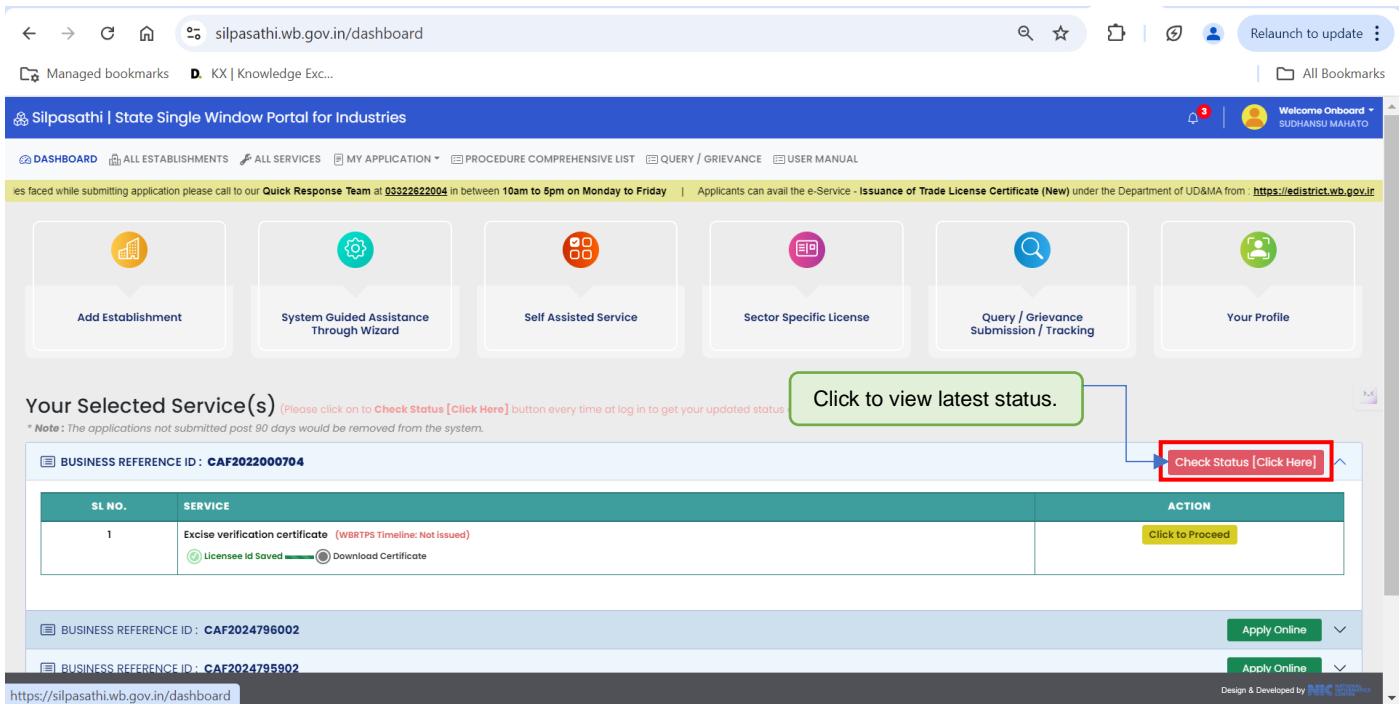 silpasathi.wb.gov.in/dashboard
Relaunch to update
Managed bookmarks
D. KX | Knowledge Exc...
All Bookmarks
Silpasathi | State Single Window Portal for Industries
3
Welcome Onboard
SUDHANSU MAHATO
DASHBOARD ALL ESTABLISHMENTS ALL SERVICES MY APPLICATION PROCEDURE COMPREHENSIVE LIST QUERY / GRIEVANCE USER MANUAL
ies faced while submitting application please call to our Quick Response Team at 03322622004 in between 10am to 5pm on Monday to Friday | Applicants can avail the e-Service - Issuance of Trade License Certificate (New) under the Department of UD&MA from : https://edistrict.wb.gov.in
Add Establishment
System Guided Assistance
Through Wizard
Self Assisted Service
Sector Specific License
Query / Grievance
Submission / Tracking
Your Profile
Click to view latest status.
Your Selected Service(s) (Please click on to Check Status [Click Here] button every time at log in to get your updated status
* Note : The applications not submitted post 90 days would be removed from the system.
BUSINESS REFERENCE ID : CAF2022000704
Check Status [Click Here]
SL NO. SERVICE ACTION
1 Excise verification certificate (WBRTPS Timeline: Not issued) Click to Proceed
Licensee Id Saved Download Certificate
BUSINESS REFERENCE ID : CAF2024796002 Apply Online
BUSINESS REFERENCE ID : CAF2024795902 Apply Online
https://silpasathi.wb.gov.in/dashboard
Design & Developed by NIC NATIONAL INFORMATICS CENTRE